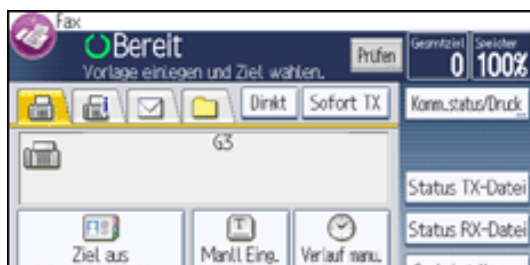 Fax
Bereit
Vorlage einlegen und Ziel wählen.
Prüfen
Gesamtziel
0
Speicher
100%
Direkt
Sofort TX
Komm.status/Druck
G3
Status TX-Datei
Ziel aus
Manll Eing.
Verlauf manu.
Status RX-Datei